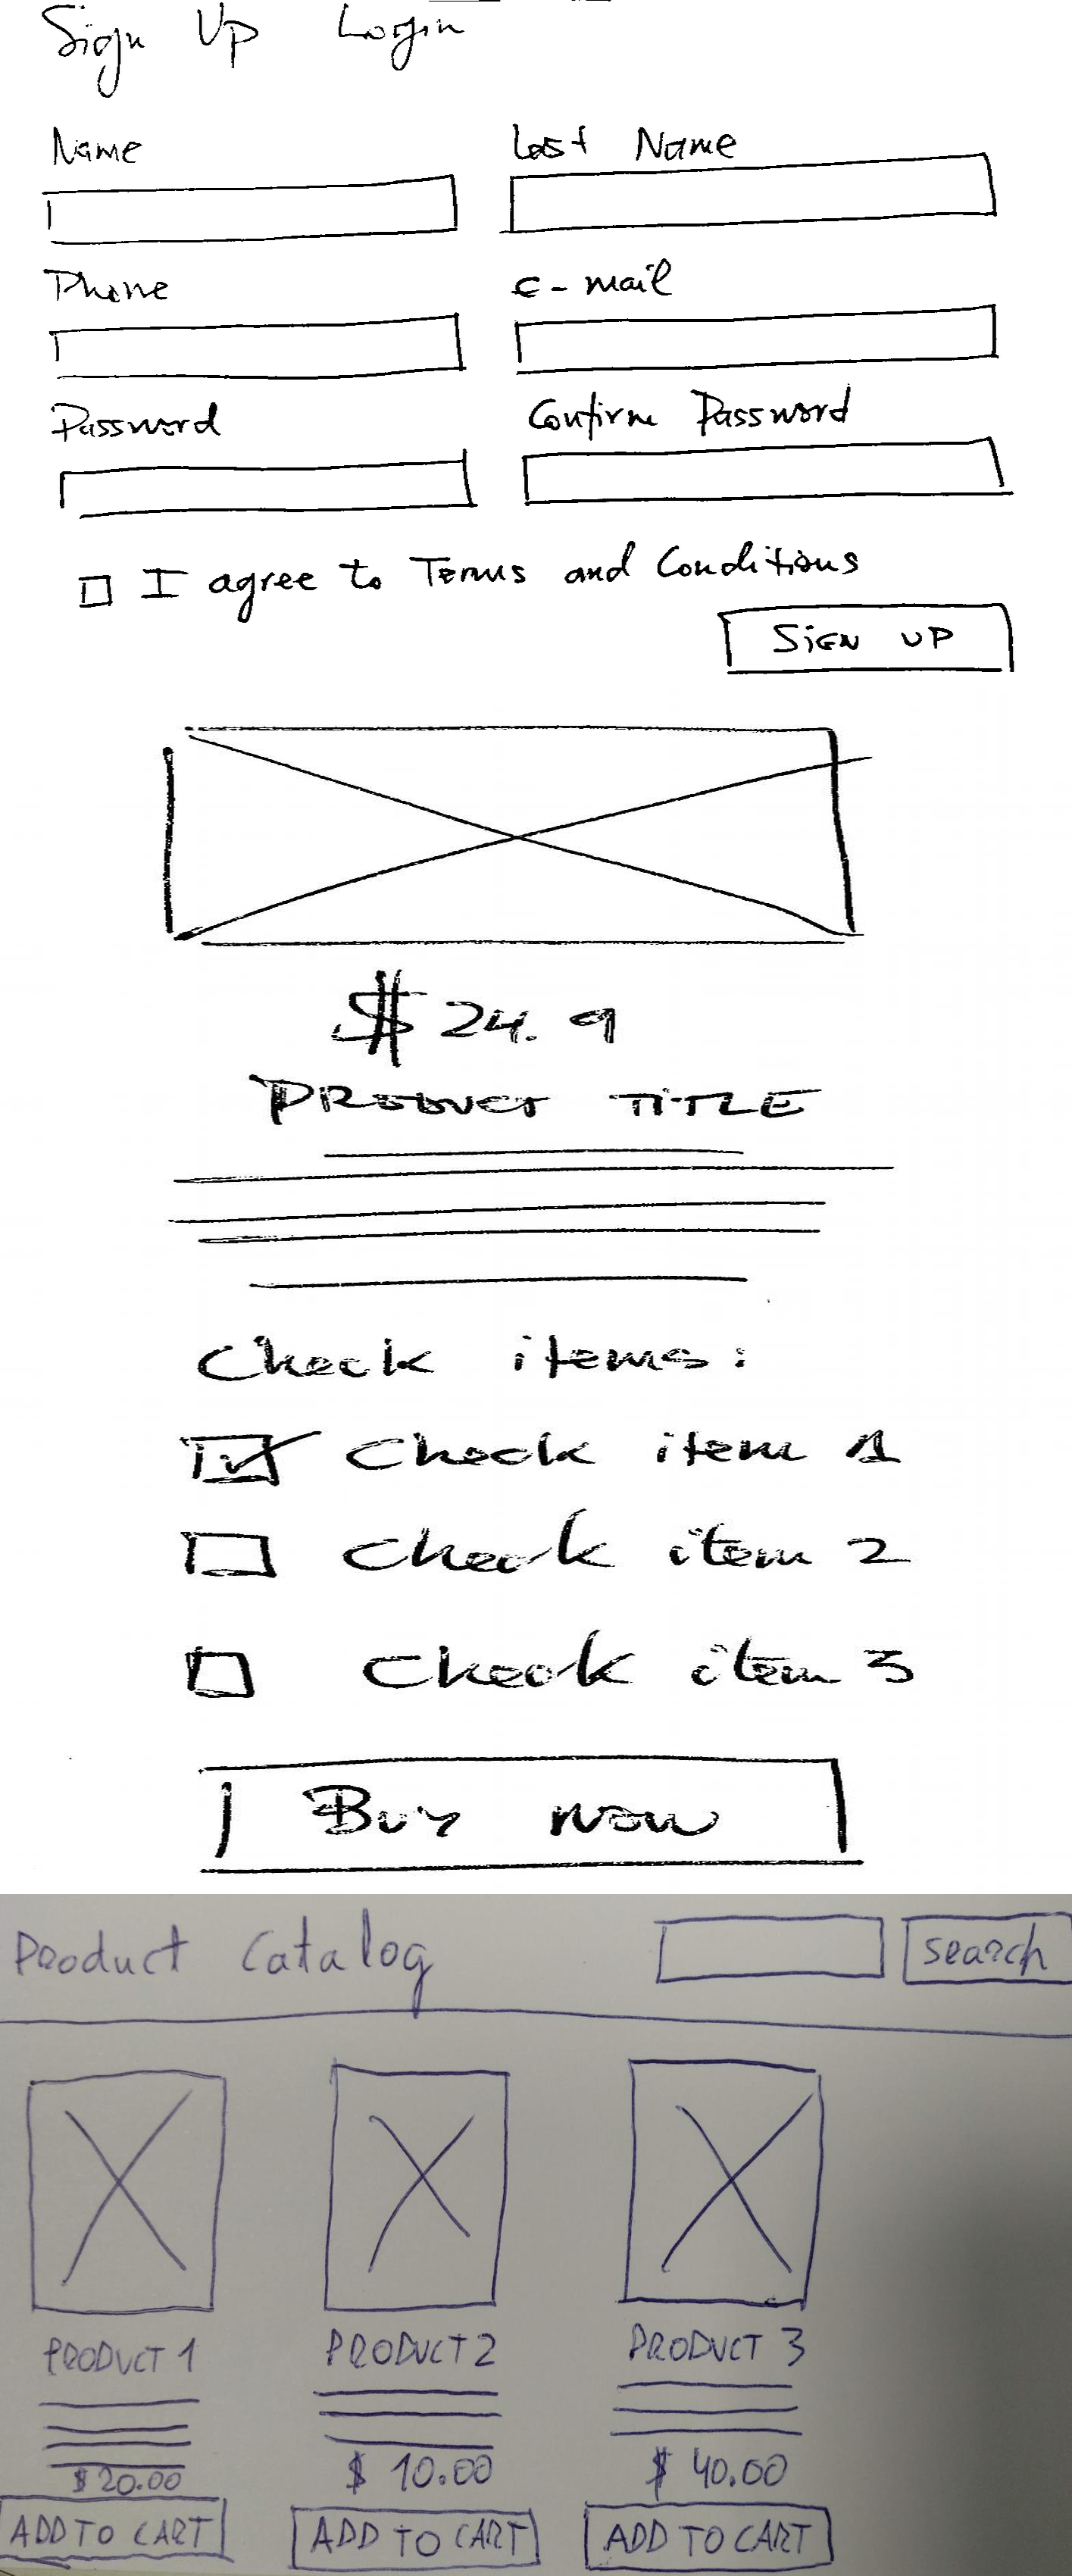 Sign Up Login
Name Last Name
Phone e-mail
Password Confirm Password
I agree to Terms and Conditions
SIGN UP
$ 24.9
PRODUCT TITLE
Check items:
Check item 1
Check item 2
Check item 3
Buy now
Product Catalog search
PRODUCT 1 PRODUCT 2 PRODUCT 3
$ 20.00 $ 10.00 $ 40.00
ADD TO CART ADD TO CART ADD TO CART